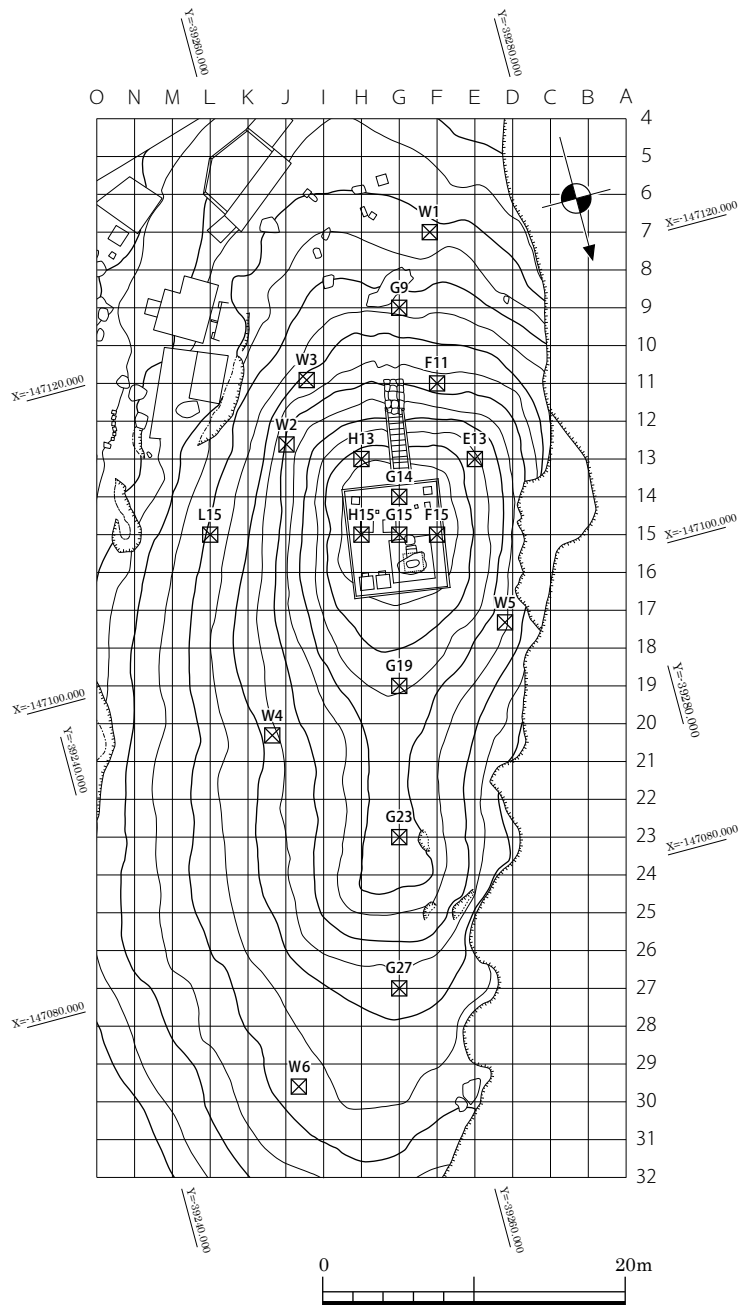 Y=-39260.000
Y=-39280.000
O N M L K J I H G F E D C B A
4
5
6
W1
X=-147120.000
7
8
G9
9
10
W3
F11
X=-147120.000
11
12
W2
H13
E13
13
G14
14
L15
H15
G15
F15
X=-147100.000
15
16
W5
17
18
G19
19
X=-147100.000
Y=-39280.000
W4
20
Y=-39240.000
21
22
G23
X=-147080.000
23
24
25
26
G27
27
X=-147080.000
28
29
W6
30
31
32
Y=-39240.000
Y=-39260.000
0
20m